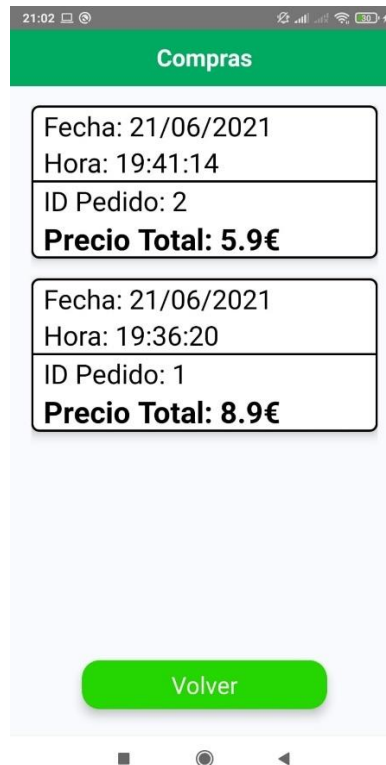 21:02
30
Compras
Fecha: 21/06/2021
Hora: 19:41:14
ID Pedido: 2
Precio Total: 5.9€
Fecha: 21/06/2021
Hora: 19:36:20
ID Pedido: 1
Precio Total: 8.9€
Volver